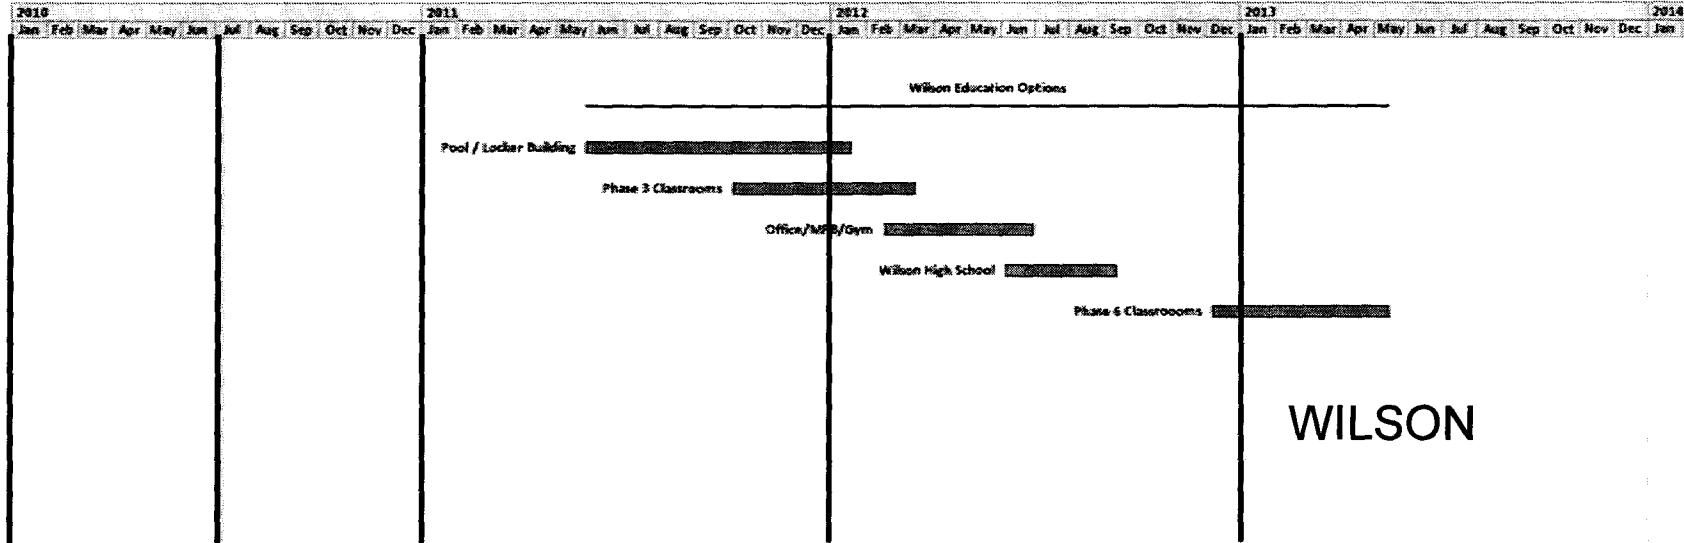 2010 2011 2012 2013 2014
Jan Feb Mar Apr May Jun Jul Aug Sep Oct Nov Dec Jan Feb Mar Apr May Jun Jul Aug Sep Oct Nov Dec Jan Feb Mar Apr May Jun Jul Aug Sep Oct Nov Dec Jan Feb Mar Apr May Jun Jul Aug Sep Oct Nov Dec Jan
Wilson Education Options
Pool / Locker Building
Phase 3 Classrooms
Office/MPB/Gym
Wilson High School
Phase 6 Classroooms
WILSON